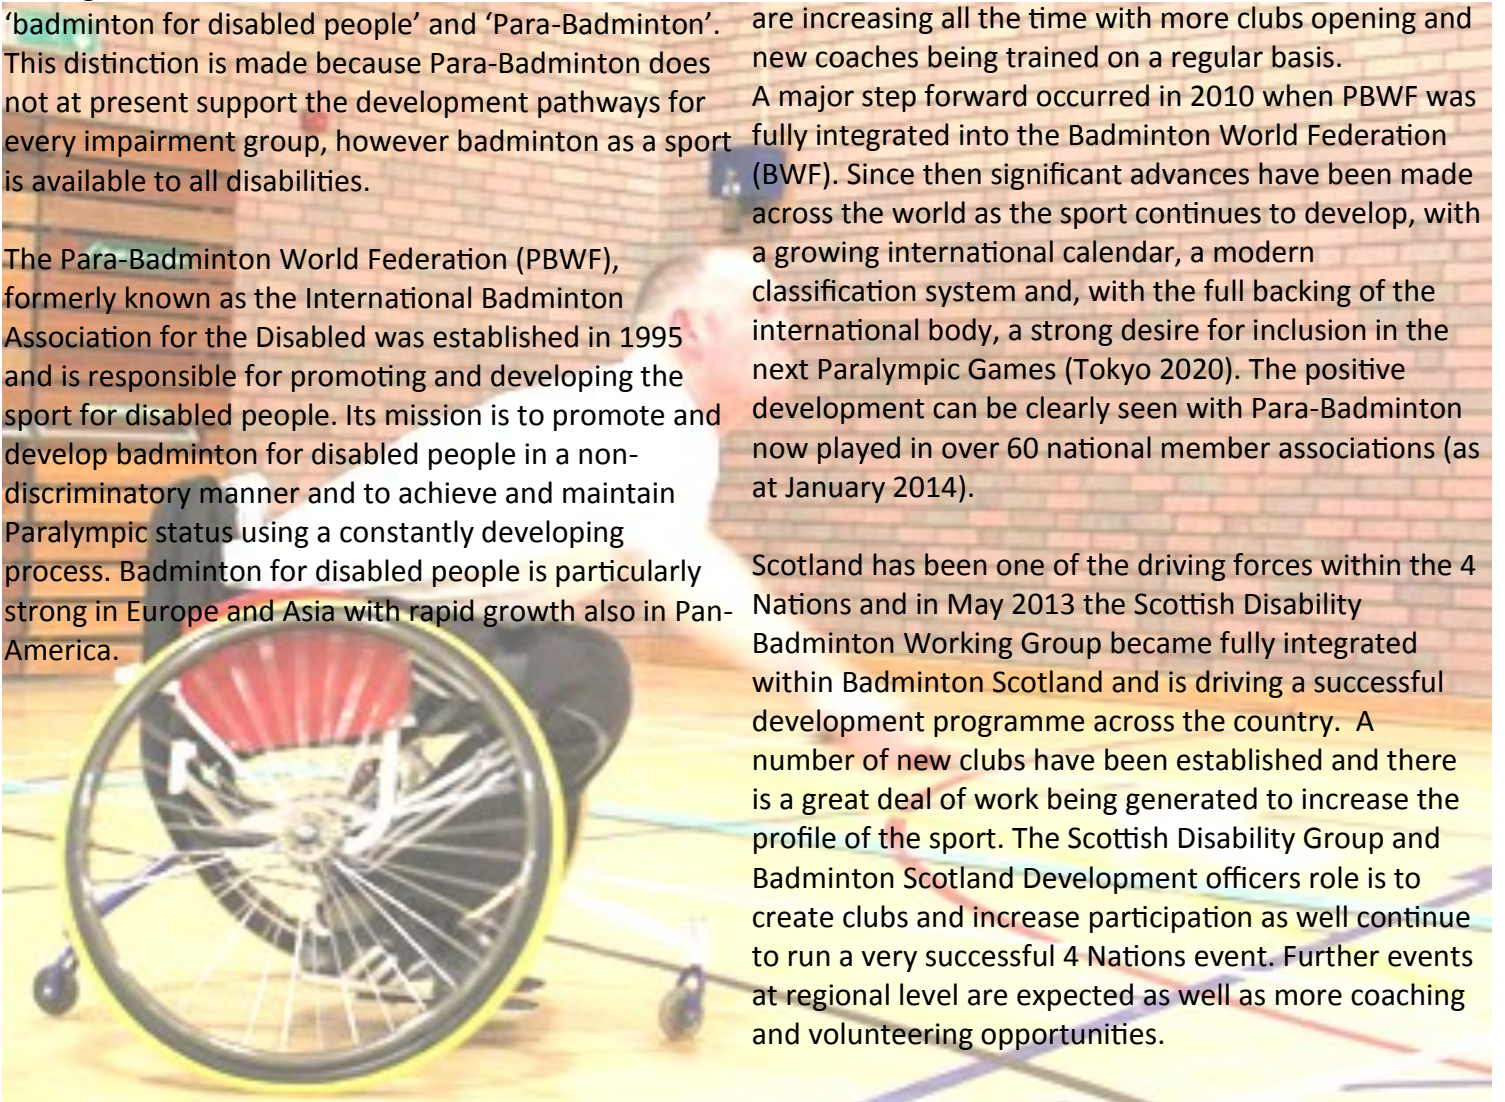 ‘badminton for disabled people’ and ‘Para-Badminton’.
This distinction is made because Para-Badminton does
not at present support the development pathways for
every impairment group, however badminton as a sport
is available to all disabilities.
The Para-Badminton World Federation (PBWF),
formerly known as the International Badminton
Association for the Disabled was established in 1995
and is responsible for promoting and developing the
sport for disabled people. Its mission is to promote and
develop badminton for disabled people in a non-
discriminatory manner and to achieve and maintain
Paralympic status using a constantly developing
process. Badminton for disabled people is particularly
strong in Europe and Asia with rapid growth also in Pan-
America.
are increasing all the time with more clubs opening and
new coaches being trained on a regular basis.
A major step forward occurred in 2010 when PBWF was
fully integrated into the Badminton World Federation
(BWF). Since then significant advances have been made
across the world as the sport continues to develop, with
a growing international calendar, a modern
classification system and, with the full backing of the
international body, a strong desire for inclusion in the
next Paralympic Games (Tokyo 2020). The positive
development can be clearly seen with Para-Badminton
now played in over 60 national member associations (as
at January 2014).
Scotland has been one of the driving forces within the 4
Nations and in May 2013 the Scottish Disability
Badminton Working Group became fully integrated
within Badminton Scotland and is driving a successful
development programme across the country.  A
number of new clubs have been established and there
is a great deal of work being generated to increase the
profile of the sport. The Scottish Disability Group and
Badminton Scotland Development officers role is to
create clubs and increase participation as well continue
to run a very successful 4 Nations event. Further events
at regional level are expected as well as more coaching
and volunteering opportunities.